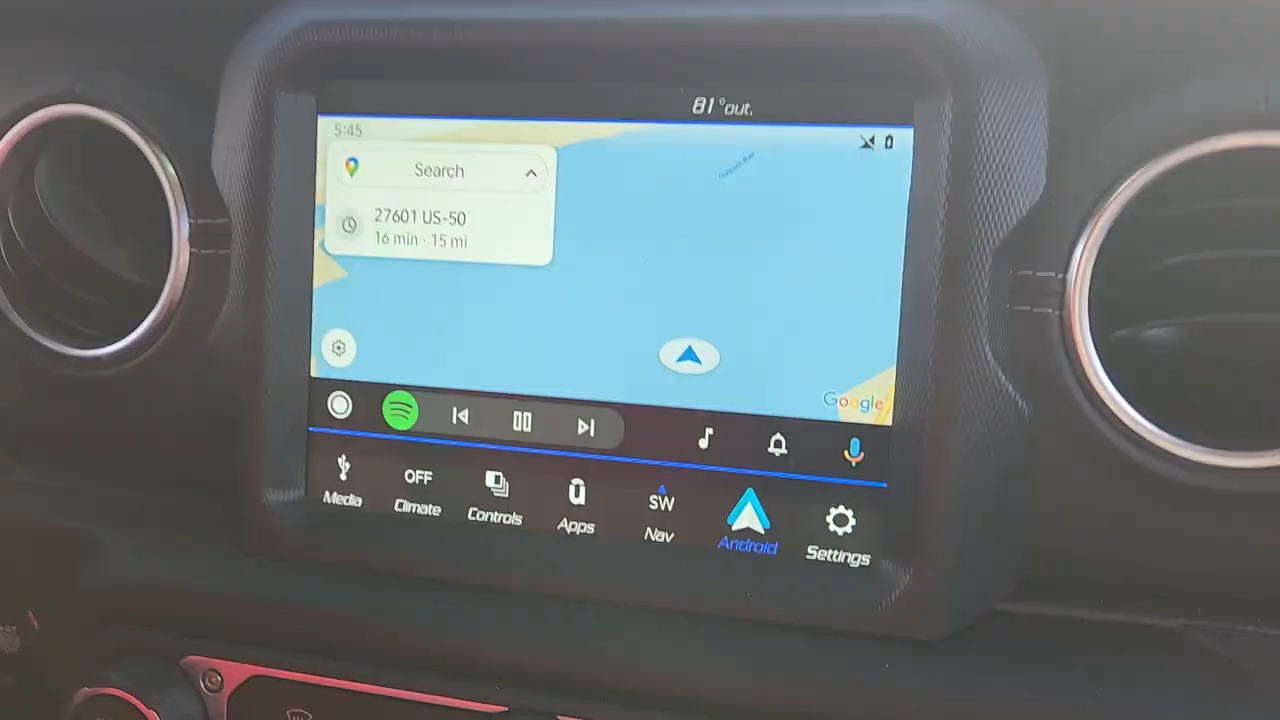 81°out.
5:45
Search
27601 US-50
16 min · 15 mi
Google
OFF
SW
Media
Climate
Controls
Apps
Nav
Android
Settings